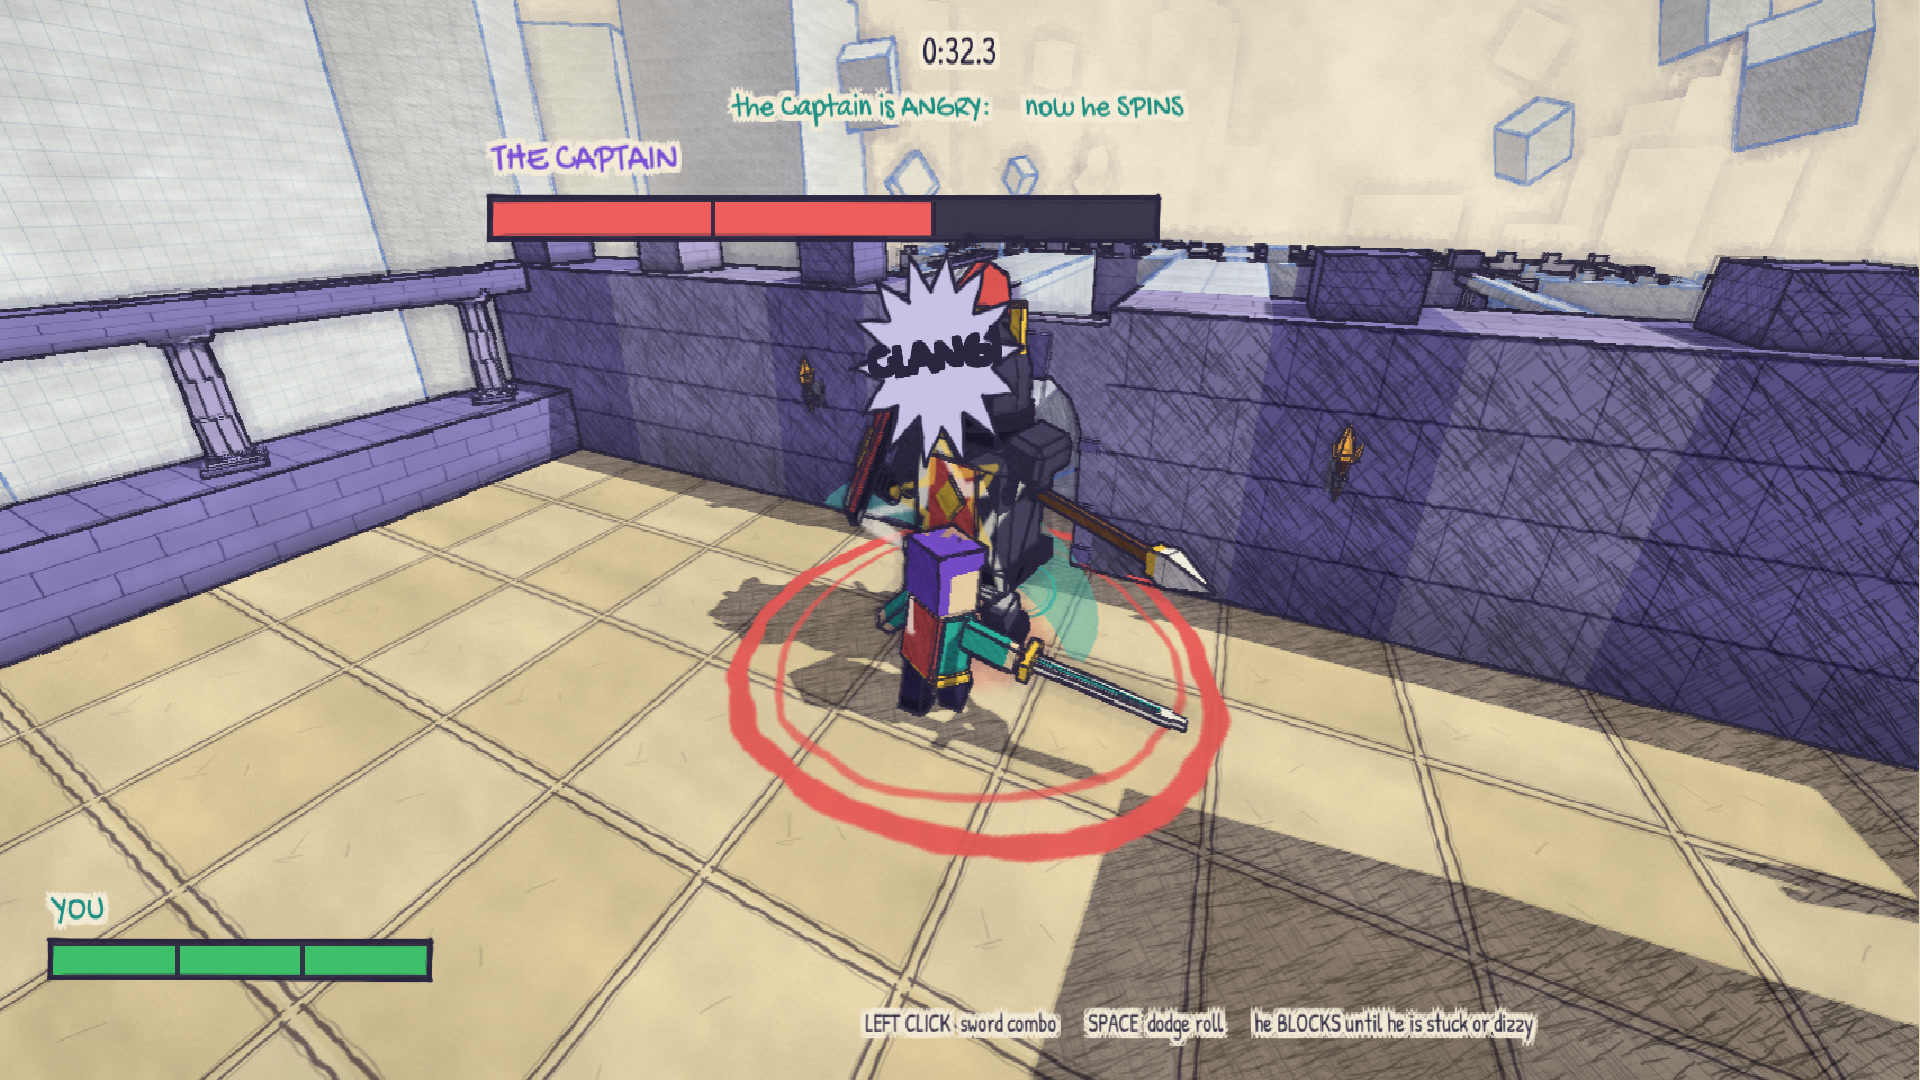 0:32.3
the Captain is ANGRY: now he SPINS
THE CAPTAIN
CLANG!
YOU
LEFT CLICK sword combo SPACE dodge roll he BLOCKS until he is stuck or dizzy